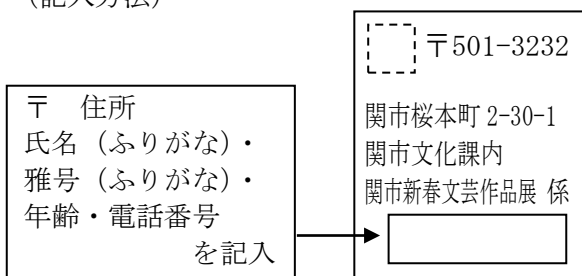 (記入方法)
〒　住所
氏名（ふりがな）・
雅号（ふりがな）・
年齢・電話番号
を記入
〒501-3232
関市桜本町 2-30-1
関市文化課内
関市新春文芸作品展 係